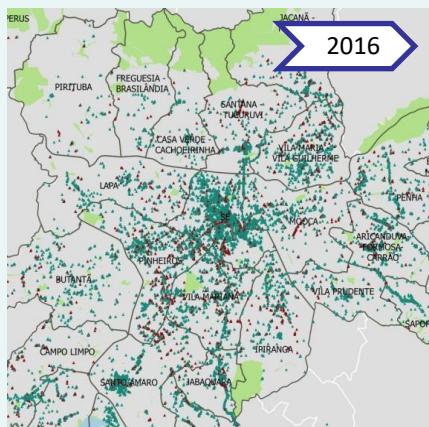 JAÇANÃ -
PERUS
2016
PIRITUBA
FREGUESIA -
BRASILÂNDIA
SANTANA -
TUCURUVI
CASA VERDE -
CACHOEIRINHA
VILA MARIA -
VILA GUILHERME
LAPA
PENHA
SÉ
MOOCA
ARICANDUVA-
FORMOSA-
CARRÃO
PINHEIROS
BUTANTÃ
VILA MARIANA
VILA PRUDENTE
SAPOP
CAMPO LIMPO
IPIRANGA
SANTO AMARO
JABAQUARA